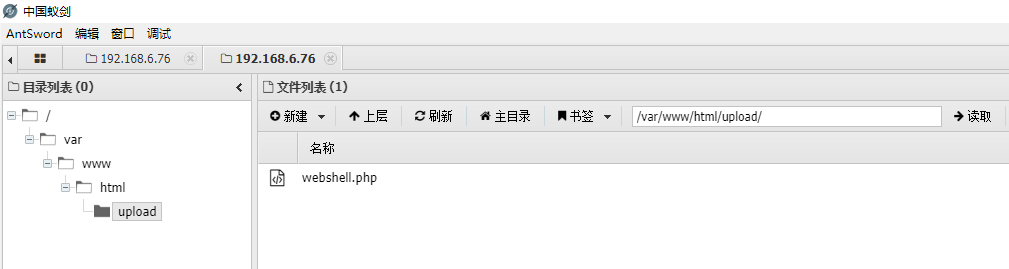 中国蚁剑
AntSword 编辑 窗口 调试
192.168.6.76 192.168.6.76
目录列表 (0)
/
var
www
html
upload
文件列表 (1)
新建 上层 刷新 主目录 书签 /var/www/html/upload/ 读取
名称
webshell.php